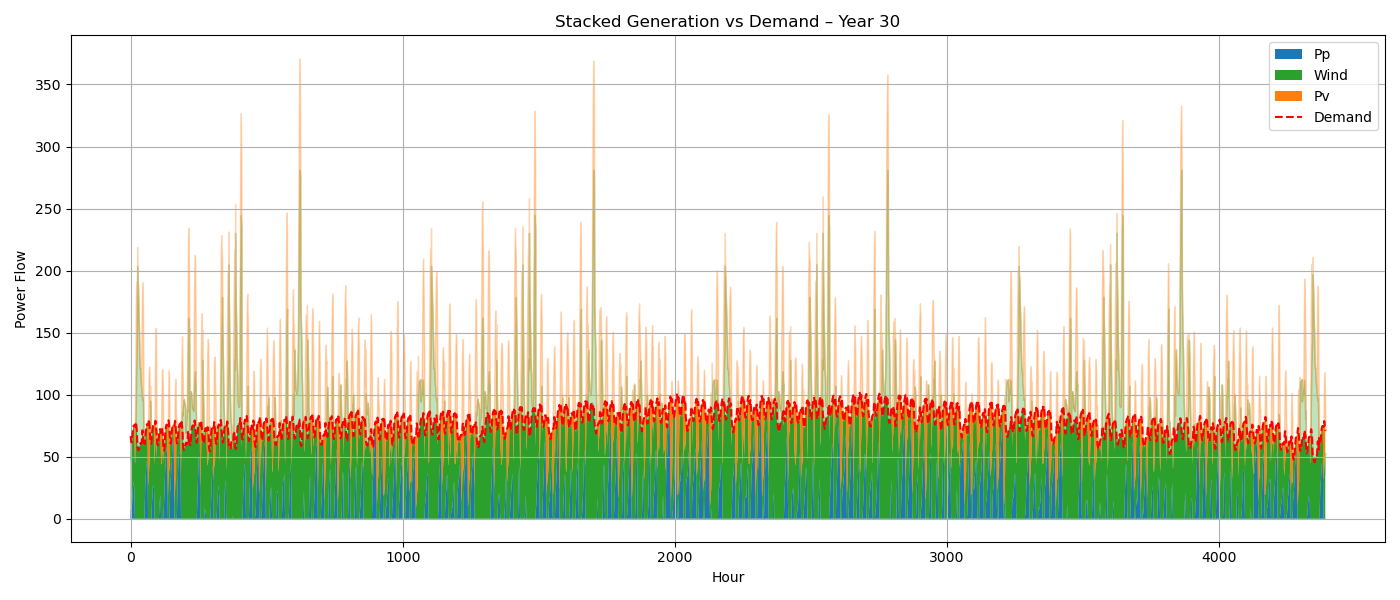 Stacked Generation vs Demand – Year 30
Power Flow
350
300
250
200
150
100
50
0
0 1000 2000 3000 4000
Hour
Pp
Wind
Pv
Demand